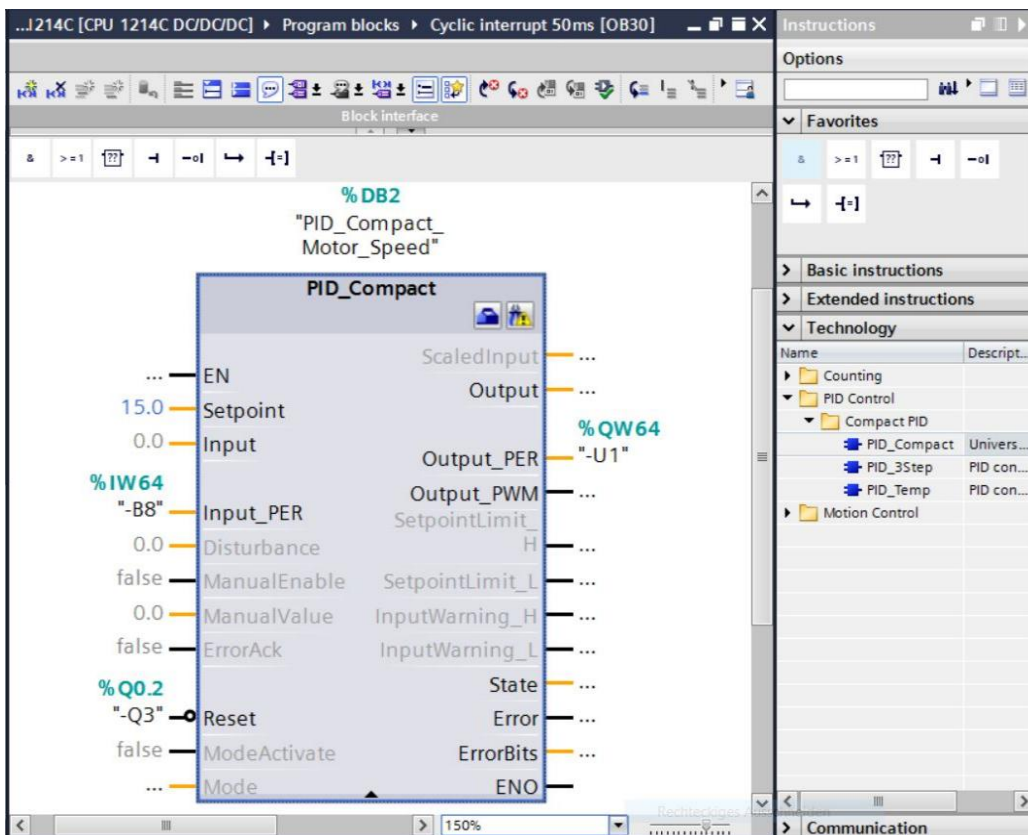 ...1214C [CPU 1214C DC/DC/DC] ▸ Program blocks ▸ Cyclic interrupt 50ms [OB30]
Block interface
& >=1 ??
%DB2
"PID_Compact_
Motor_Speed"
PID_Compact
ScaledInput ...
... EN
Output ...
15.0 Setpoint
%QW64
0.0 Input
Output_PER "-U1"
%IW64
Output_PWM ...
"-B8" Input_PER
SetpointLimit_
H ...
0.0 Disturbance
false ManualEnable
SetpointLimit_L ...
0.0 ManualValue
InputWarning_H ...
false ErrorAck
InputWarning_L ...
%Q0.2
State ...
"-Q3" Reset
Error ...
false ModeActivate
ErrorBits ...
... Mode
ENO
150%
Rechteckiges Ausschneiden
Instructions
Options
Favorites
& >=1 ??
Basic instructions
Extended instructions
Technology
Name Descript...
Counting
PID Control
Compact PID
PID_Compact Univers...
PID_3Step PID con...
PID_Temp PID con...
Motion Control
Communication